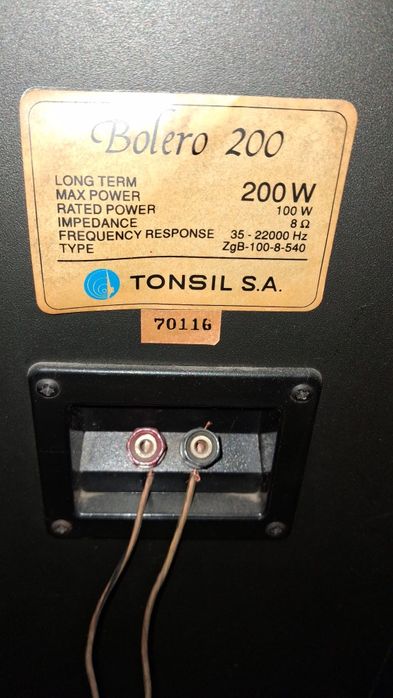 Bolero 200
LONG TERM
MAX POWER 200 W
RATED POWER 100 W
IMPEDANCE 8 Ω
FREQUENCY RESPONSE 35 - 22000 Hz
TYPE ZgB-100-8-540
TONSIL S.A.
70116